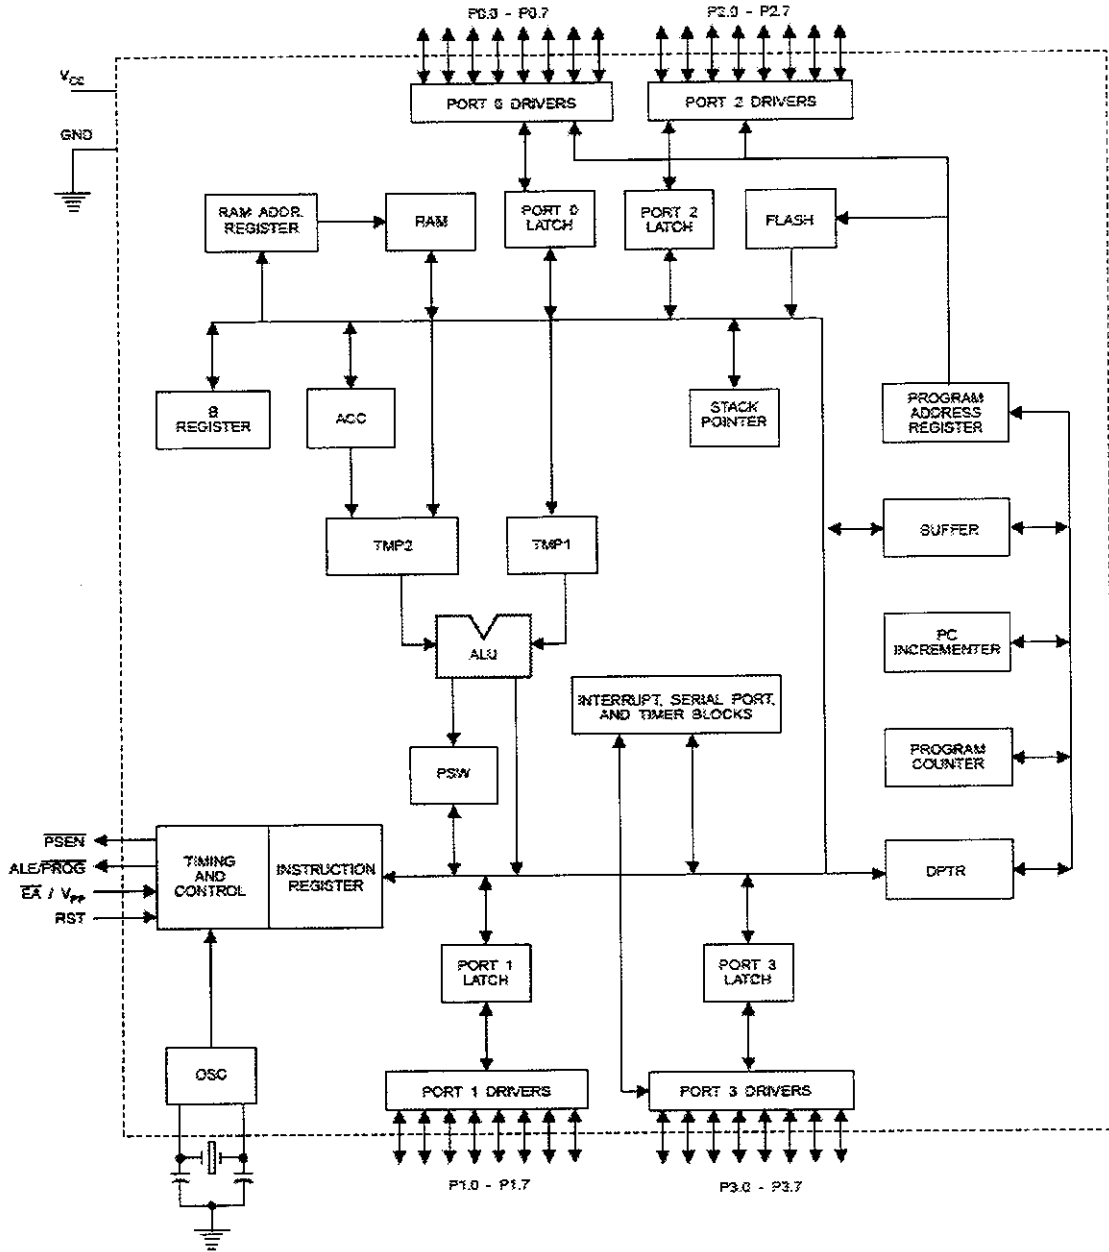 P0.0 - P0.7
P2.0 - P2.7
V_CC
PORT 0 DRIVERS
PORT 2 DRIVERS
GND
RAM ADDR.
REGISTER
RAM
PORT 0
LATCH
PORT 2
LATCH
FLASH
B
REGISTER
ACC
STACK
POINTER
PROGRAM
ADDRESS
REGISTER
BUFFER
TMP2
TMP1
ALU
PC
INCREMENTER
INTERRUPT, SERIAL PORT,
AND TIMER BLOCKS
PROGRAM
COUNTER
PSW
PSEN
ALE/PROG
EA / V_PP
RST
TIMING
AND
CONTROL
INSTRUCTION
REGISTER
DPTR
PORT 1
LATCH
PORT 3
LATCH
OSC
PORT 1 DRIVERS
PORT 3 DRIVERS
P1.0 - P1.7
P3.0 - P3.7